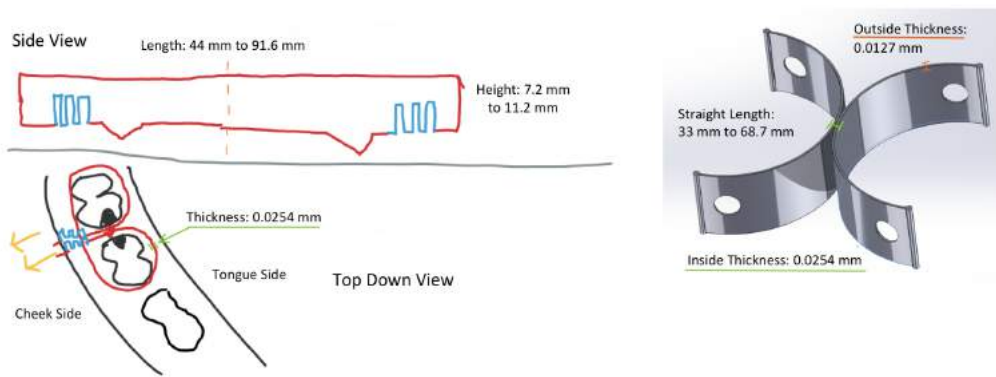 Side View
Length: 44 mm to 91.6 mm
Height: 7.2 mm
to 11.2 mm
Thickness: 0.0254 mm
Tongue Side
Top Down View
Cheek Side
Outside Thickness:
0.0127 mm
Straight Length:
33 mm to 68.7 mm
Inside Thickness: 0.0254 mm